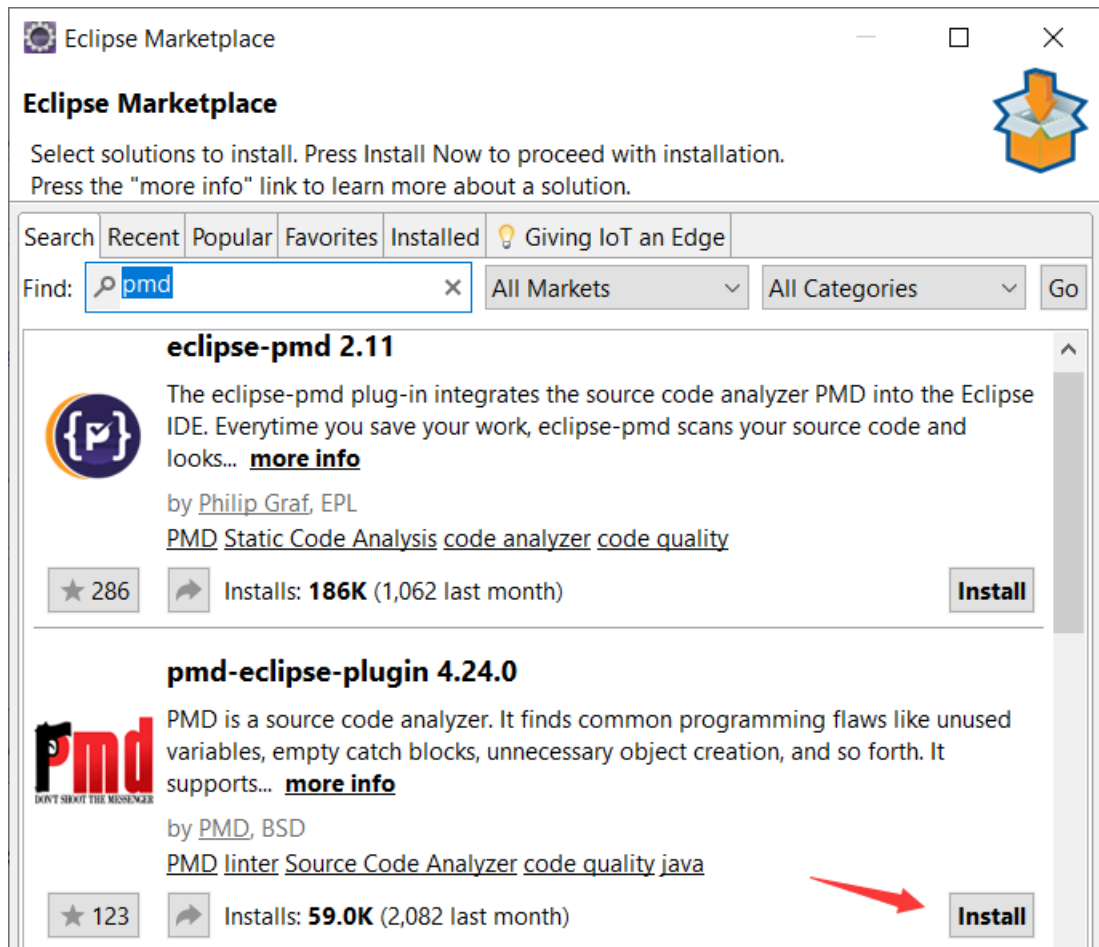 Eclipse Marketplace
Eclipse Marketplace
Select solutions to install. Press Install Now to proceed with installation.
Press the "more info" link to learn more about a solution.
Search Recent Popular Favorites Installed Giving IoT an Edge
Find: pmd All Markets All Categories Go
eclipse-pmd 2.11
The eclipse-pmd plug-in integrates the source code analyzer PMD into the Eclipse
IDE. Everytime you save your work, eclipse-pmd scans your source code and
looks... more info
by Philip Graf, EPL
PMD Static Code Analysis code analyzer code quality
286 Installs: 186K (1,062 last month) Install
pmd-eclipse-plugin 4.24.0
PMD is a source code analyzer. It finds common programming flaws like unused
variables, empty catch blocks, unnecessary object creation, and so forth. It
supports... more info
Pmd
DON'T SHOOT THE MESSENGER
by PMD, BSD
PMD linter Source Code Analyzer code quality java
123 Installs: 59.0K (2,082 last month) Install